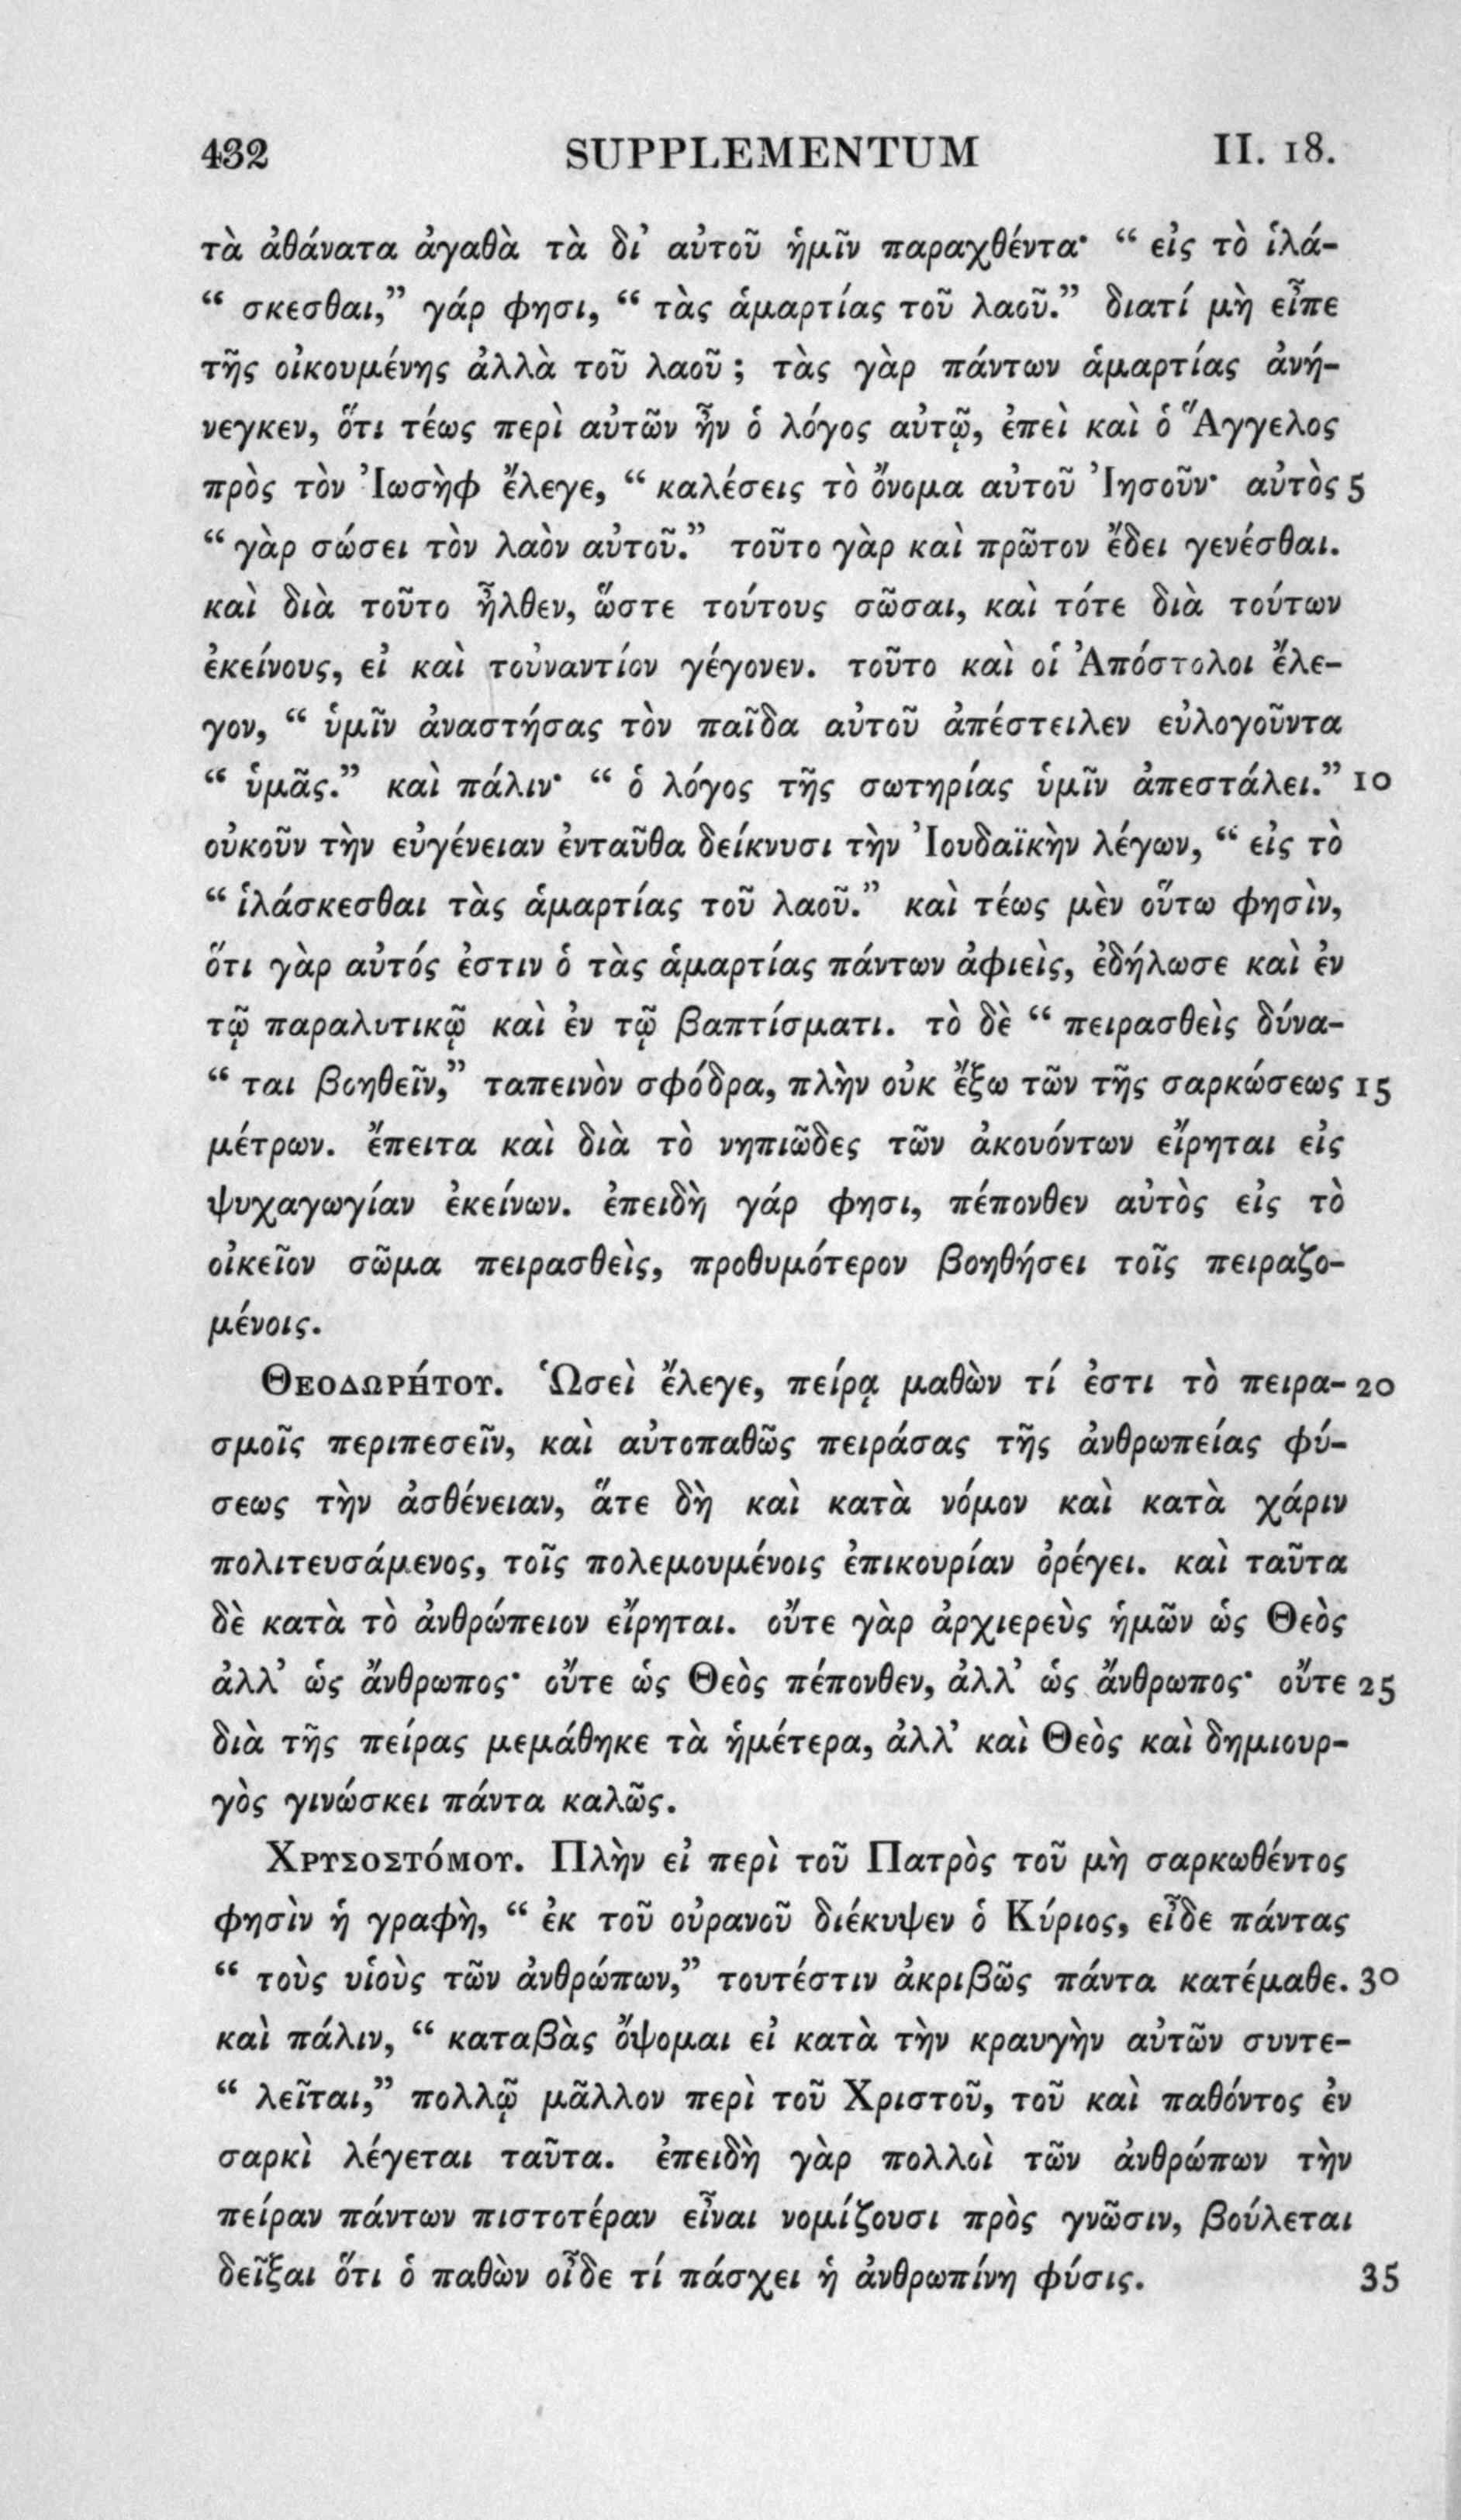 432 SUPPLEMENTUM II. 18.
τὰ ἀθάνατα ἀγαθὰ τὰ δι᾽ αὐτοῦ ἡμῖν παραχθέντα· “ εἰς τὸ ἱλά-
“ σκεσθαι,” γάρ φησι, “ τὰς ἁμαρτίας τοῦ λαοῦ.” διατί μὴ εἶπε
τῆς οἰκουμένης ἀλλὰ τοῦ λαοῦ ; τὰς γὰρ πάντων ἁμαρτίας ἀνή-
νεγκεν, ὅτι τέως περὶ αὐτῶν ἦν ὁ λόγος αὐτῷ, ἐπεὶ καὶ ὁ Ἄγγελος
πρὸς τὸν Ἰωσὴφ ἔλεγε, “ καλέσεις τὸ ὄνομα αὐτοῦ Ἰησοῦν· αὐτὸς 5
“ γὰρ σώσει τὸν λαὸν αὐτοῦ.” τοῦτο γὰρ καὶ πρῶτον ἔδει γενέσθαι.
καὶ διὰ τοῦτο ἦλθεν, ὥστε τούτους σῶσαι, καὶ τότε διὰ τούτων
ἐκείνους, εἰ καὶ τοὐναντίον γέγονεν. τοῦτο καὶ οἱ Ἀπόστολοι ἔλε-
γον, “ ὑμῖν ἀναστήσας τὸν παῖδα αὐτοῦ ἀπέστειλεν εὐλογοῦντα
“ ὑμᾶς.” καὶ πάλιν· “ ὁ λόγος τῆς σωτηρίας ὑμῖν ἀπεστάλει.” 10
οὐκοῦν τὴν εὐγένειαν ἐνταῦθα δείκνυσι τὴν Ἰουδαϊκὴν λέγων, “ εἰς τὸ
“ ἱλάσκεσθαι τὰς ἁμαρτίας τοῦ λαοῦ.” καὶ τέως μὲν οὕτω φησὶν,
ὅτι γὰρ αὐτός ἐστιν ὁ τὰς ἁμαρτίας πάντων ἀφιεὶς, ἐδήλωσε καὶ ἐν
τῷ παραλυτικῷ καὶ ἐν τῷ βαπτίσματι. τὸ δὲ “ πειρασθεὶς δύνα-
“ ται βοηθεῖν,” ταπεινὸν σφόδρα, πλὴν οὐκ ἔξω τῶν τῆς σαρκώσεως 15
μέτρων. ἔπειτα καὶ διὰ τὸ νηπιῶδες τῶν ἀκουόντων εἴρηται εἰς
ψυχαγωγίαν ἐκείνων. ἐπειδὴ γάρ φησι, πέπονθεν αὐτὸς εἰς τὸ
οἰκεῖον σῶμα πειρασθεὶς, προθυμότερον βοηθήσει τοῖς πειραζο-
μένοις.
ΘΕΟΔΩΡΉΤΟΥ. Ὡσεὶ ἔλεγε, πείρᾳ μαθὼν τί ἐστι τὸ πειρα- 20
σμοῖς περιπεσεῖν, καὶ αὐτοπαθῶς πειράσας τῆς ἀνθρωπείας φύ-
σεως τὴν ἀσθένειαν, ἅτε δὴ καὶ κατὰ νόμον καὶ κατὰ χάριν
πολιτευσάμενος, τοῖς πολεμουμένοις ἐπικουρίαν ὀρέγει. καὶ ταῦτα
δὲ κατὰ τὸ ἀνθρώπειον εἴρηται. οὔτε γὰρ ἀρχιερεὺς ἡμῶν ὡς Θεὸς
ἀλλ᾽ ὡς ἄνθρωπος· οὔτε ὡς Θεὸς πέπονθεν, ἀλλ᾽ ὡς ἄνθρωπος· οὔτε 25
διὰ τῆς πείρας μεμάθηκε τὰ ἡμέτερα, ἀλλ᾽ καὶ Θεὸς καὶ δημιουρ-
γὸς γινώσκει πάντα καλῶς.
ΧΡΥΣΟΣΤΌΜΟΥ. Πλὴν εἰ περὶ τοῦ Πατρὸς τοῦ μὴ σαρκωθέντος
φησὶν ἡ γραφὴ, “ ἐκ τοῦ οὐρανοῦ διέκυψεν ὁ Κύριος, εἶδε πάντας
“ τοὺς υἱοὺς τῶν ἀνθρώπων,” τουτέστιν ἀκριβῶς πάντα κατέμαθε. 30
καὶ πάλιν, “ καταβὰς ὄψομαι εἰ κατὰ τὴν κραυγὴν αὐτῶν συντε-
“ λεῖται,” πολλῷ μᾶλλον περὶ τοῦ Χριστοῦ, τοῦ καὶ παθόντος ἐν
σαρκὶ λέγεται ταῦτα. ἐπειδὴ γὰρ πολλοὶ τῶν ἀνθρώπων τὴν
πείραν πάντων πιστοτέραν εἶναι νομίζουσι πρὸς γνῶσιν, βούλεται
δεῖξαι ὅτι ὁ παθὼν οἶδε τί πάσχει ἡ ἀνθρωπίνη φύσις. 35